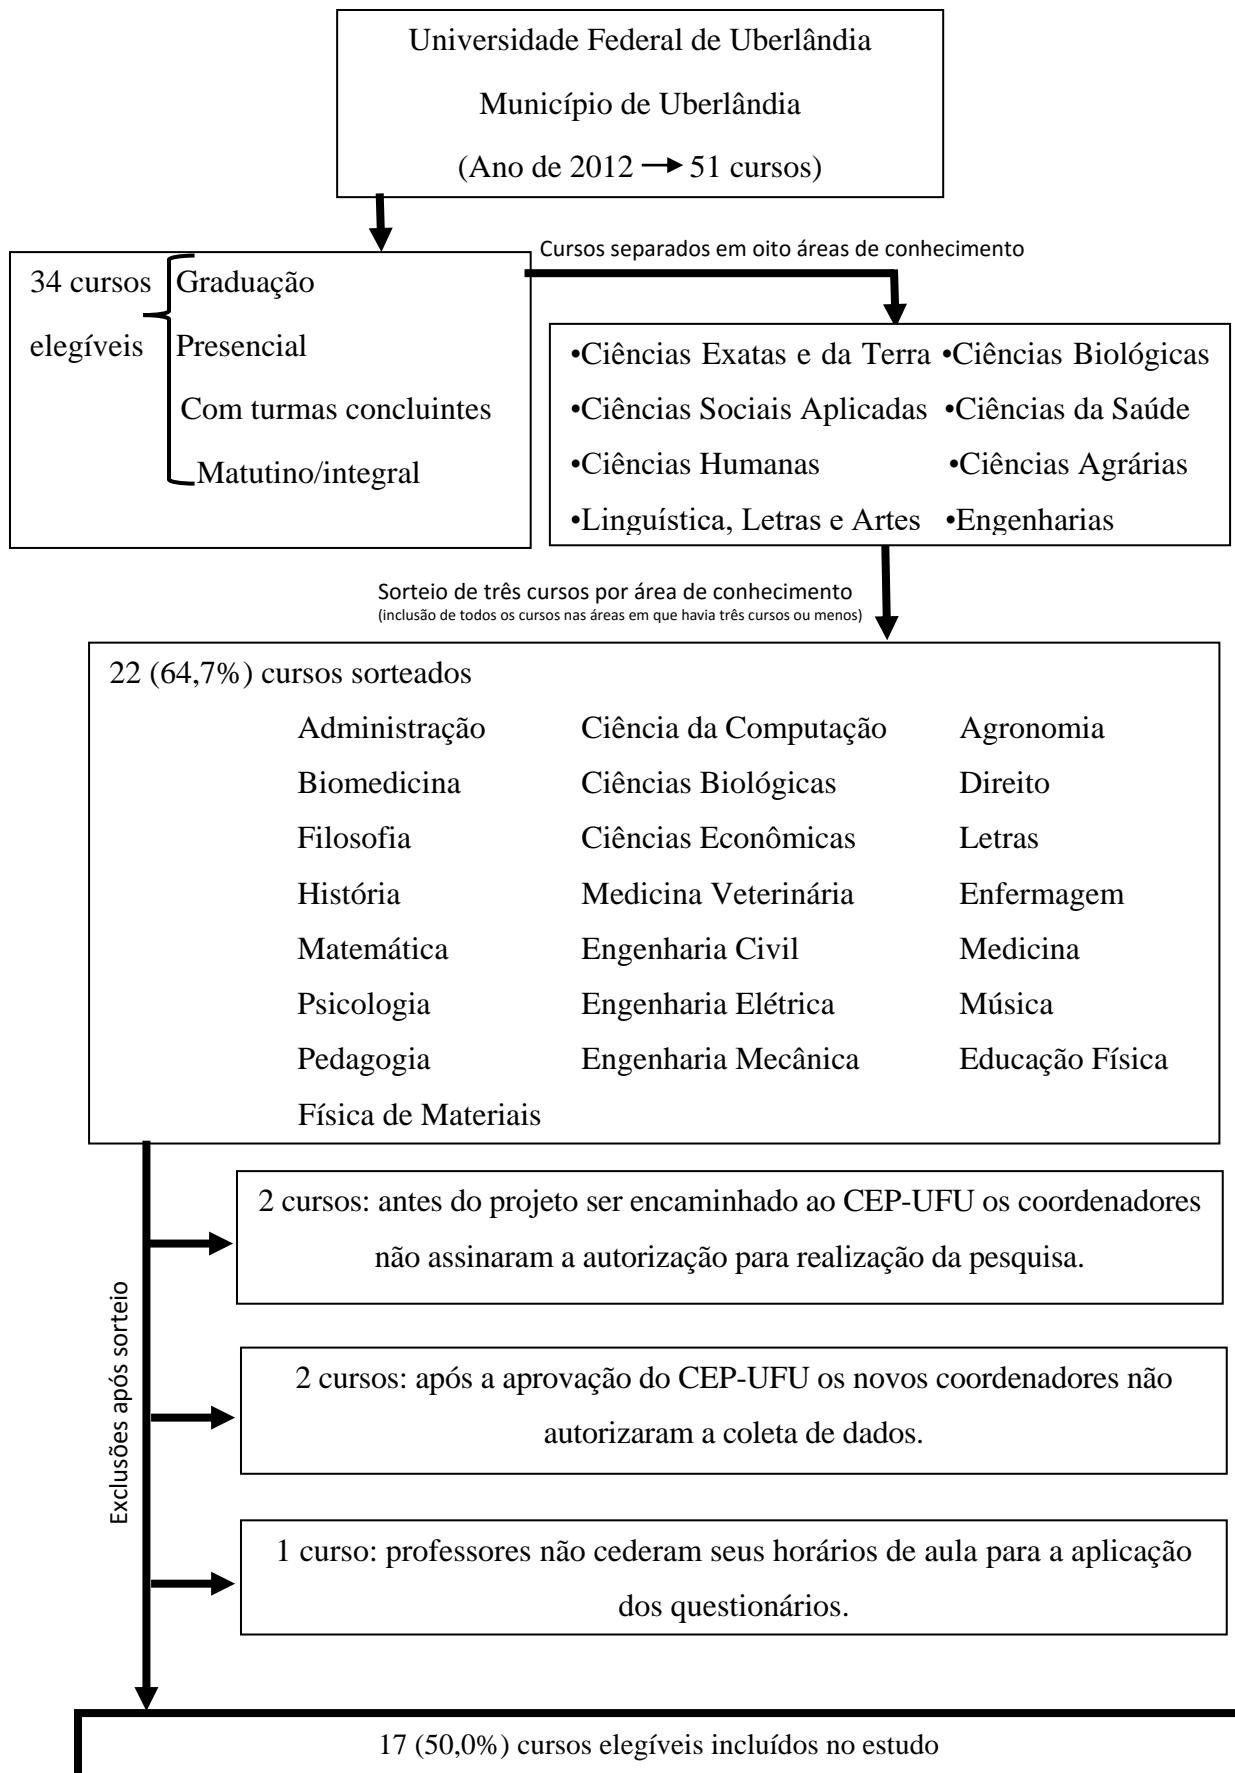 Universidade Federal de Uberlândia
Município de Uberlândia
(Ano de 2012 → 51 cursos)
34 cursos elegíveis
Graduação
Presencial
Com turmas concluintes
Matutino/integral
Cursos separados em oito áreas de conhecimento
•Ciências Exatas e da Terra •Ciências Biológicas
•Ciências Sociais Aplicadas •Ciências da Saúde
•Ciências Humanas •Ciências Agrárias
•Linguística, Letras e Artes •Engenharias
Sorteio de três cursos por área de conhecimento
(inclusão de todos os cursos nas áreas em que havia três cursos ou menos)
22 (64,7%) cursos sorteados
Administração Ciência da Computação Agronomia
Biomedicina Ciências Biológicas Direito
Filosofia Ciências Econômicas Letras
História Medicina Veterinária Enfermagem
Matemática Engenharia Civil Medicina
Psicologia Engenharia Elétrica Música
Pedagogia Engenharia Mecânica Educação Física
Física de Materiais
Exclusões após sorteio
2 cursos: antes do projeto ser encaminhado ao CEP-UFU os coordenadores
não assinaram a autorização para realização da pesquisa.
2 cursos: após a aprovação do CEP-UFU os novos coordenadores não
autorizaram a coleta de dados.
1 curso: professores não cederam seus horários de aula para a aplicação
dos questionários.
17 (50,0%) cursos elegíveis incluídos no estudo